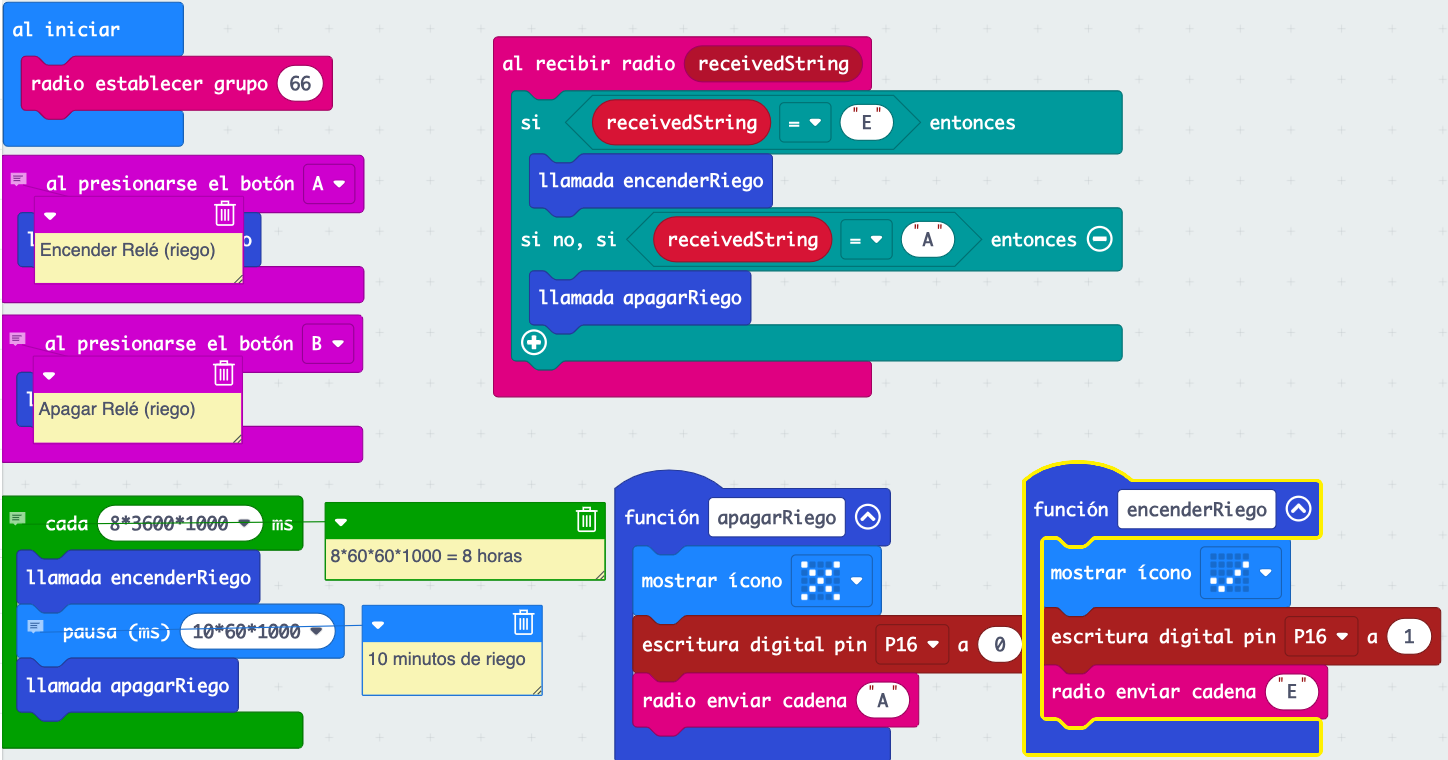 al iniciar
radio establecer grupo 66
al presionarse el botón A
Encender Relé (riego)
al presionarse el botón B
Apagar Relé (riego)
cada 8*3600*1000 ms
8*60*60*1000 = 8 horas
llamada encenderRiego
pausa (ms) 10*60*1000
10 minutos de riego
llamada apagarRiego
al recibir radio receivedString
si receivedString = "E" entonces
llamada encenderRiego
si no, si receivedString = "A" entonces
llamada apagarRiego
función apagarRiego
mostrar ícono
escritura digital pin P16 a 0
radio enviar cadena "A"
función encenderRiego
mostrar ícono
escritura digital pin P16 a 1
radio enviar cadena "E"